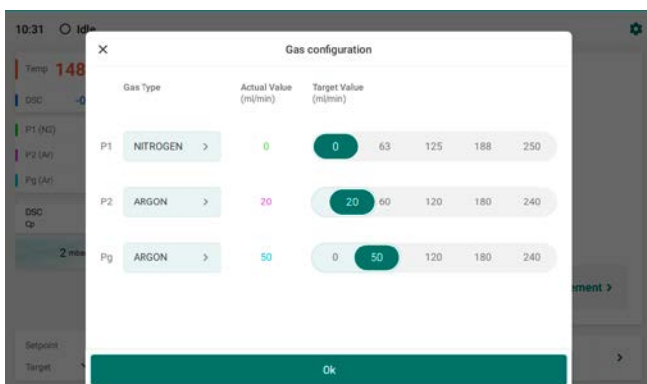 10:31 Idle
Gas configuration
Temp 148
DSC -0
P1 (N2)
P2 (Ar)
Pg (Ar)
DSC
Cp
2
Setpoint
Target
Gas Type
Actual Value
(ml/min)
Target Value
(ml/min)
P1 NITROGEN > 0 0 63 125 188 250
P2 ARGON > 20 20 60 120 180 240
Pg ARGON > 50 0 50 120 180 240
Ok